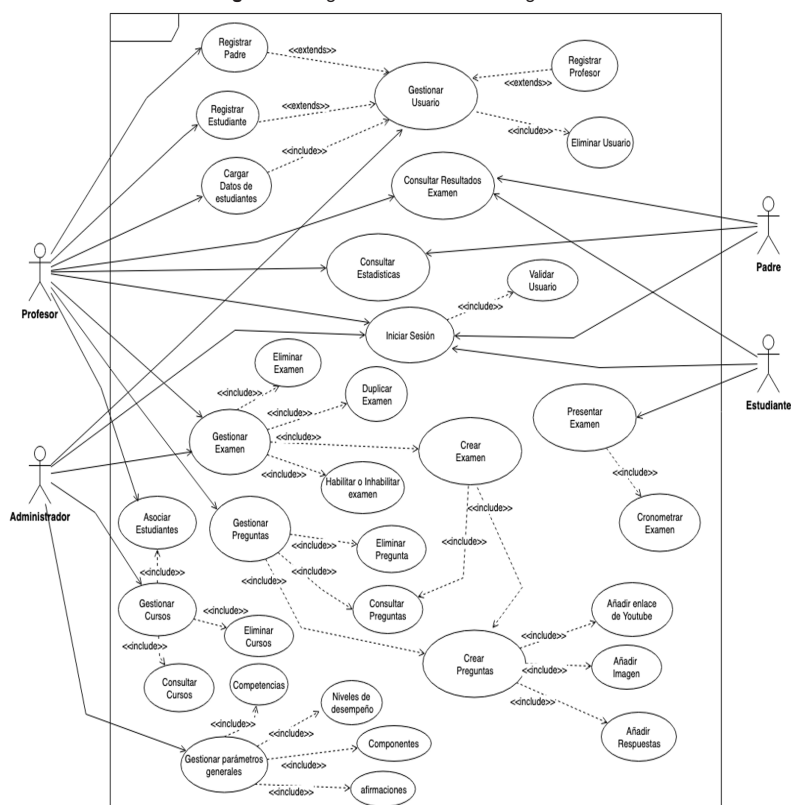 Registrar
Padre
<<extends>>
Registrar
Profesor
<<extends>>
Gestionar
Usuario
Registrar
Estudiante
<<extends>>
<<include>>
Eliminar Usuario
<<include>>
Cargar
Datos de
estudiantes
Consultar Resultados
Examen
Profesor
Padre
Consultar
Estadisticas
Validar
Usuario
<<include>>
Iniciar Sesión
Estudiante
Eliminar
Examen
<<include>>
Duplicar
Examen
<<include>>
Gestionar
Examen
<<include>>
Crear
Examen
Presentar
Examen
<<include>>
<<include>>
Habilitar o Inhabilitar
examen
Administrador
Asociar
Estudiantes
Gestionar
Preguntas
<<include>>
Cronometrar
Examen
<<include>>
Eliminar
Pregunta
<<include>>
<<include>>
<<include>>
<<include>>
Gestionar
Cursos
<<include>>
Consultar
Preguntas
Añadir enlace
de Youtube
<<include>>
Eliminar
Cursos
<<include>>
Crear
Preguntas
<<include>>
Añadir
Imagen
Consultar
Cursos
Competencias
Niveles de
desempeño
<<include>>
<<include>>
<<include>>
Añadir
Respuestas
Gestionar parámetros
generales
<<include>>
Componentes
<<include>>
afirmaciones